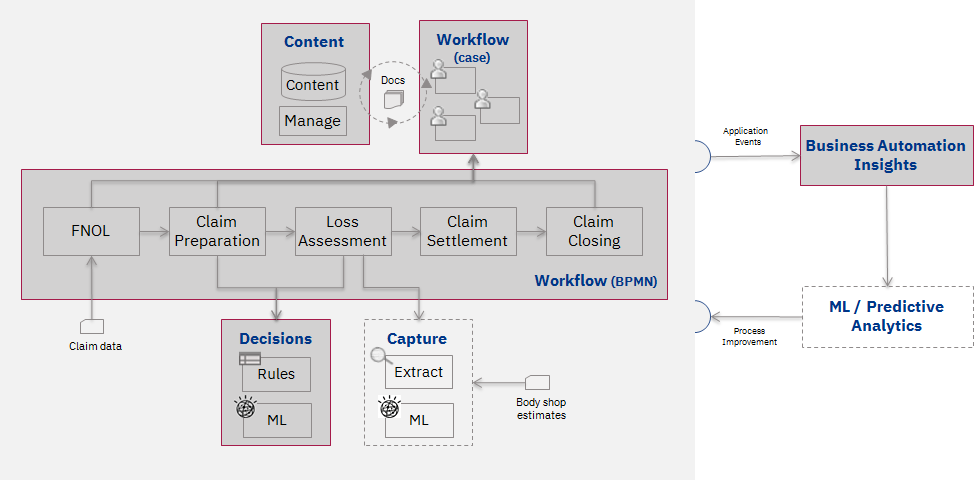 Content
Content
Manage
Docs
Workflow
(case)
Application
Events
Business Automation
Insights
FNOL
Claim
Preparation
Loss
Assessment
Claim
Settlement
Claim
Closing
Workflow (BPMN)
ML / Predictive
Analytics
Process
Improvement
Claim data
Decisions
Rules
ML
Capture
Extract
ML
Body shop
estimates